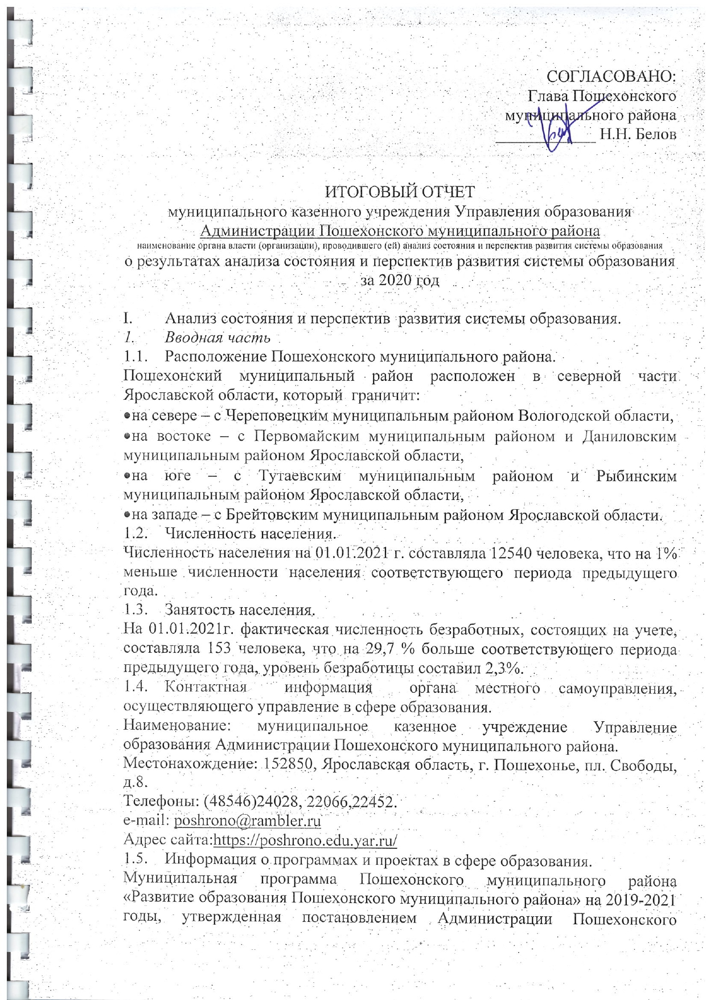 СОГЛАСОВАНО:
Глава Пошехонского
муниципального района
____________ Н.Н. Белов
ИТОГОВЫЙ ОТЧЕТ
муниципального казенного учреждения Управления образования
Администрации Пошехонского муниципального района
наименование органа власти (организации), проводившего (ей) анализ состояния и перспектив развития системы образования
о результатах анализа состояния и перспектив развития системы образования
за 2020 год
I. Анализ состояния и перспектив развития системы образования.
1. Вводная часть
1.1. Расположение Пошехонского муниципального района.
Пошехонский муниципальный район расположен в северной части
Ярославской области, который граничит:
•на севере – с Череповецким муниципальным районом Вологодской области,
•на востоке – с Первомайским муниципальным районом и Даниловским
муниципальным районом Ярославской области,
•на юге – с Тутаевским муниципальным районом и Рыбинским
муниципальным районом Ярославской области,
•на западе – с Брейтовским муниципальным районом Ярославской области.
1.2. Численность населения.
Численность населения на 01.01.2021 г. составляла 12540 человека, что на 1%
меньше численности населения соответствующего периода предыдущего
года.
1.3. Занятость населения.
На 01.01.2021г. фактическая численность безработных, состоящих на учете,
составляла 153 человека, что на 29,7 % больше соответствующего периода
предыдущего года, уровень безработицы составил 2,3%.
1.4. Контактная информация органа местного самоуправления,
осуществляющего управление в сфере образования.
Наименование: муниципальное казенное учреждение Управление
образования Администрации Пошехонского муниципального района.
Местонахождение: 152850, Ярославская область, г. Пошехонье, пл. Свободы,
д.8.
Телефоны: (48546)24028, 22066,22452.
e-mail: poshrono@rambler.ru
Адрес сайта:https://poshrono.edu.yar.ru/
1.5. Информация о программах и проектах в сфере образования.
Муниципальная программа Пошехонского муниципального района
«Развитие образования Пошехонского муниципального района» на 2019-2021
годы, утвержденная постановлением Администрации Пошехонского